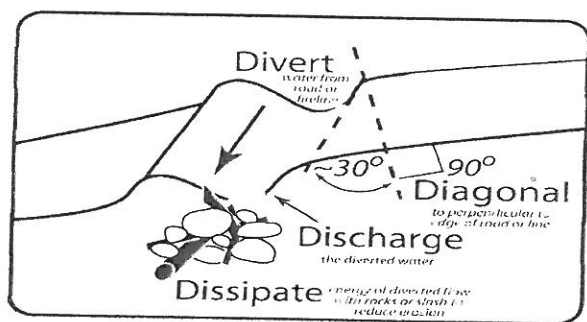 Divert
water from
road or
fireline
~30°
90°
Diagonal
to perpendicular to
edge of road or line
Discharge
the diverted water
Dissipate
energy of diverted flow
with rocks or slash to
reduce erosion